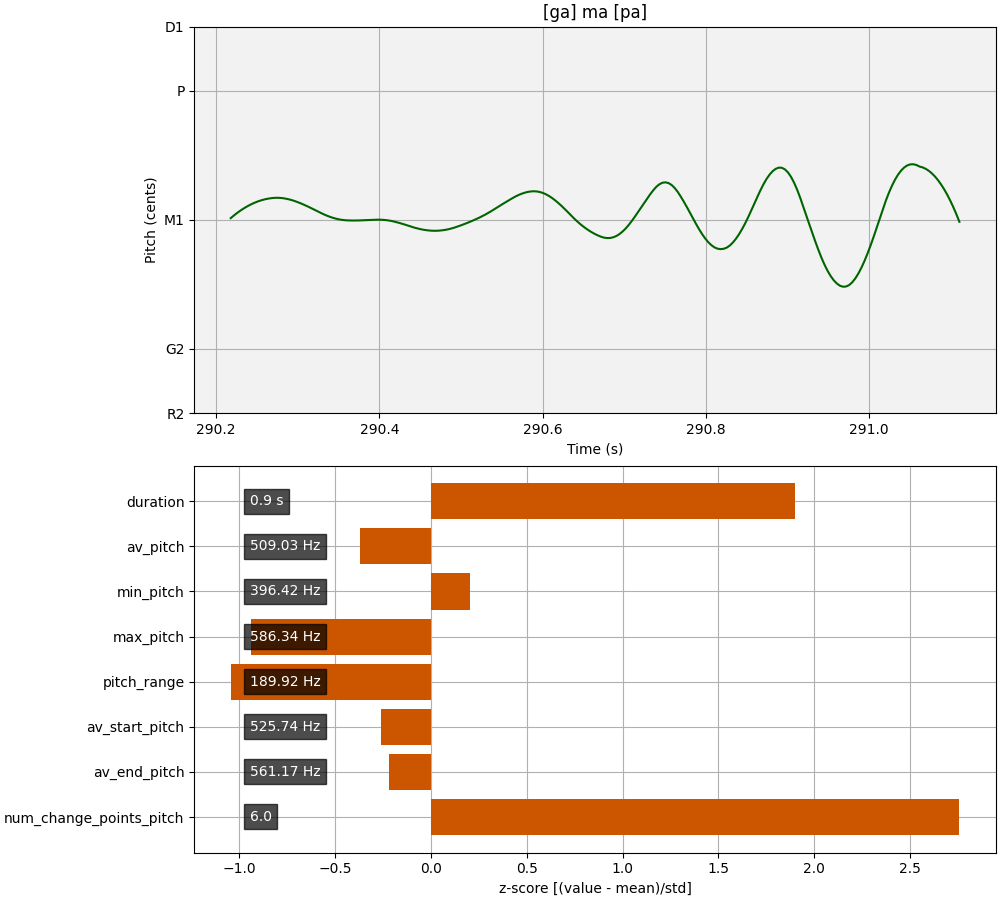 [ga] ma [pa]
D1
P
M1
G2
R2
Pitch (cents)
290.2 290.4 290.6 290.8 291.0
Time (s)
duration 0.9 s
av_pitch 509.03 Hz
min_pitch 396.42 Hz
max_pitch 586.34 Hz
pitch_range 189.92 Hz
av_start_pitch 525.74 Hz
av_end_pitch 561.17 Hz
num_change_points_pitch 6.0
−1.0 −0.5 0.0 0.5 1.0 1.5 2.0 2.5
z-score [(value - mean)/std]